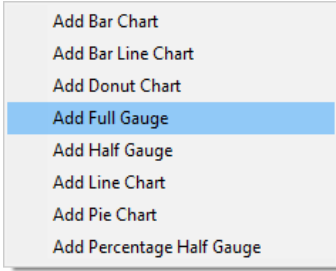 Add Bar Chart
Add Bar Line Chart
Add Donut Chart
Add Full Gauge
Add Half Gauge
Add Line Chart
Add Pie Chart
Add Percentage Half Gauge